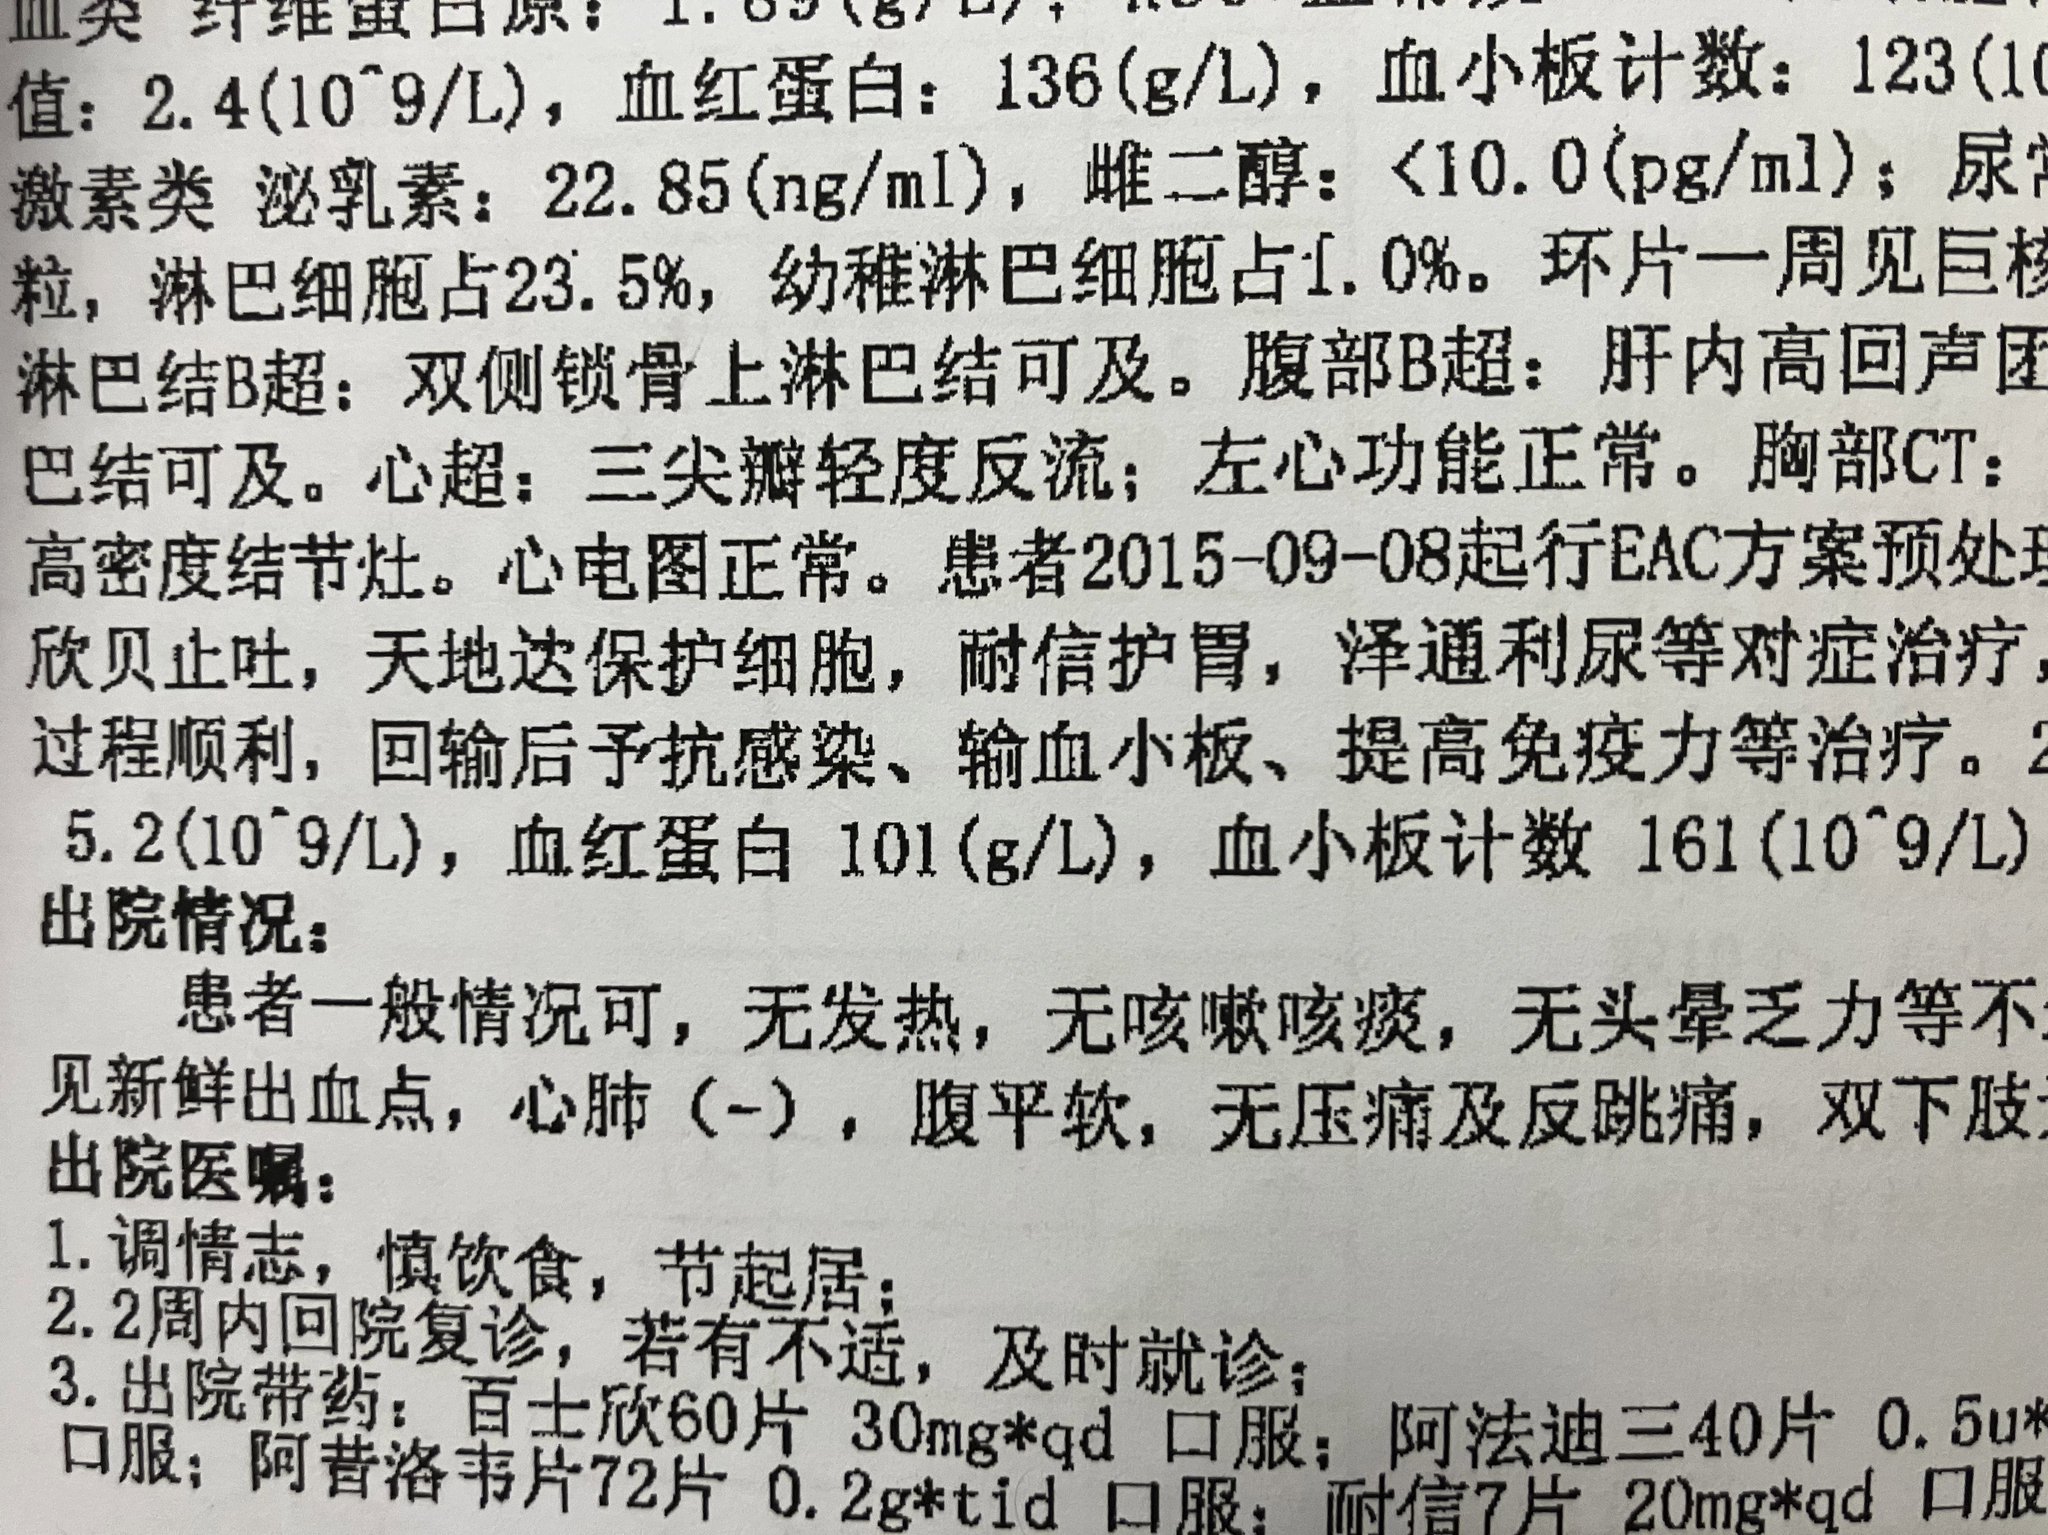 血类 纤维蛋白原: 1.89(g/L),
值: 2.4(10^9/L), 血红蛋白: 136(g/L), 血小板计数: 123(10
激素类 泌乳素: 22.85(ng/ml), 雌二醇: <10.0(pg/ml); 尿常
粒, 淋巴细胞占23.5%, 幼稚淋巴细胞占1.0%。环片一周见巨核
淋巴结B超: 双侧锁骨上淋巴结可及。腹部B超: 肝内高回声团
巴结可及。心超: 三尖瓣轻度反流; 左心功能正常。胸部CT:
高密度结节灶。心电图正常。患者2015-09-08起行EAC方案预处理
欣贝止吐, 天地达保护细胞, 耐信护胃, 泽通利尿等对症治疗,
过程顺利, 回输后予抗感染、输血小板、提高免疫力等治疗。2
5.2(10^9/L), 血红蛋白 101(g/L), 血小板计数 161(10^9/L)
出院情况:
患者一般情况可, 无发热, 无咳嗽咳痰, 无头晕乏力等不
见新鲜出血点, 心肺 (-) , 腹平软, 无压痛及反跳痛, 双下肢
出院医嘱:
1.调情志, 慎饮食, 节起居;
2.2周内回院复诊, 若有不适, 及时就诊;
3.出院带药: 百士欣60片 30mg*qd 口服; 阿法迪三40片 0.5u*
口服; 阿昔洛韦片72片 0.2g*tid 口服; 耐信7片 20mg*qd 口服